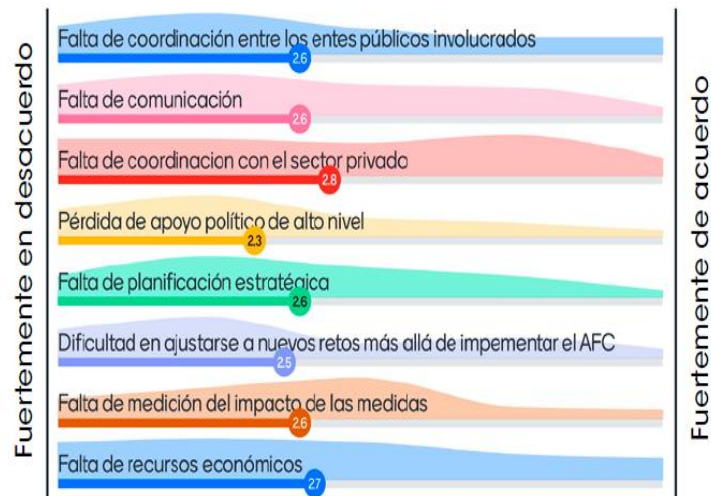 Fuertemente en desacuerdo
Falta de coordinación entre los entes públicos involucrados
2.6
Falta de comunicación
2.6
Falta de coordinacion con el sector privado
2.8
Pérdida de apoyo político de alto nivel
2.3
Falta de planificación estratégica
2.6
Dificultad en ajustarse a nuevos retos más allá de impementar el AFC
2.5
Falta de medición del impacto de las medidas
2.6
Falta de recursos económicos
2.7
Fuertemente de acuerdo